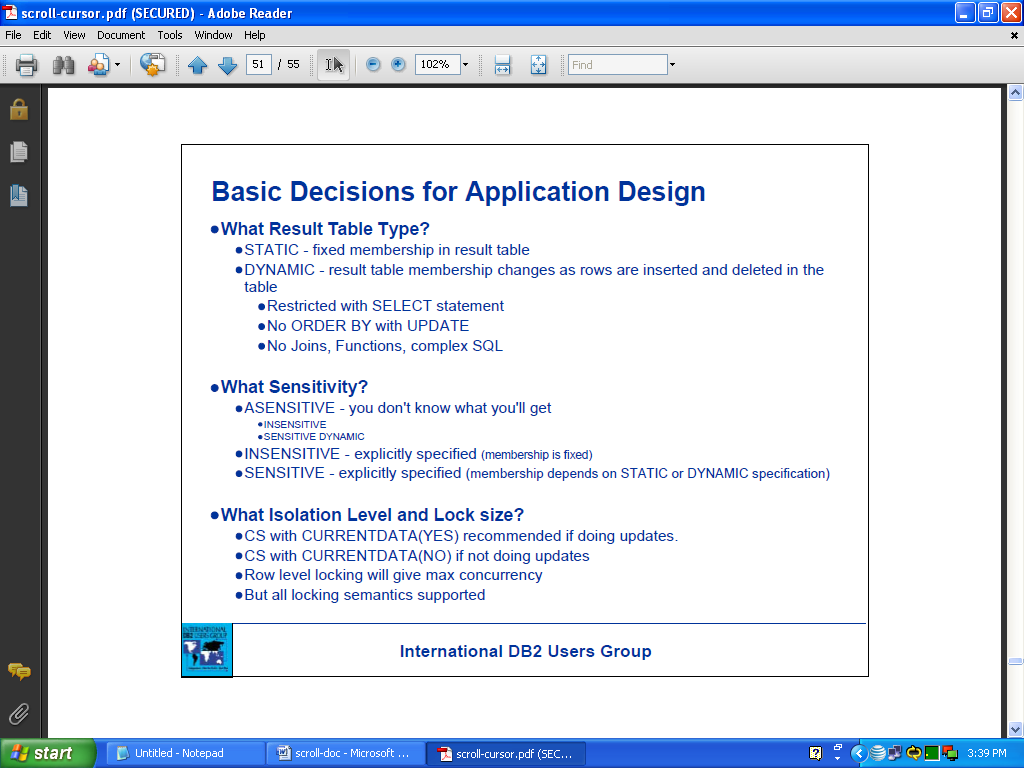 scroll-cursor.pdf (SECURED) - Adobe Reader
File Edit View Document Tools Window Help
51 / 55 102% Find
Basic Decisions for Application Design
●What Result Table Type?
●STATIC - fixed membership in result table
●DYNAMIC - result table membership changes as rows are inserted and deleted in the
table
●Restricted with SELECT statement
●No ORDER BY with UPDATE
●No Joins, Functions, complex SQL
●What Sensitivity?
●ASENSITIVE - you don't know what you'll get
●INSENSITIVE
●SENSITIVE DYNAMIC
●INSENSITIVE - explicitly specified (membership is fixed)
●SENSITIVE - explicitly specified (membership depends on STATIC or DYNAMIC specification)
●What Isolation Level and Lock size?
●CS with CURRENTDATA(YES) recommended if doing updates.
●CS with CURRENTDATA(NO) if not doing updates
●Row level locking will give max concurrency
●But all locking semantics supported
INTERNATIONAL
DB2 USERS GROUP
International DB2 Users Group
start Untitled - Notepad scroll-doc - Microsoft ... scroll-cursor.pdf (SEC... 3:39 PM